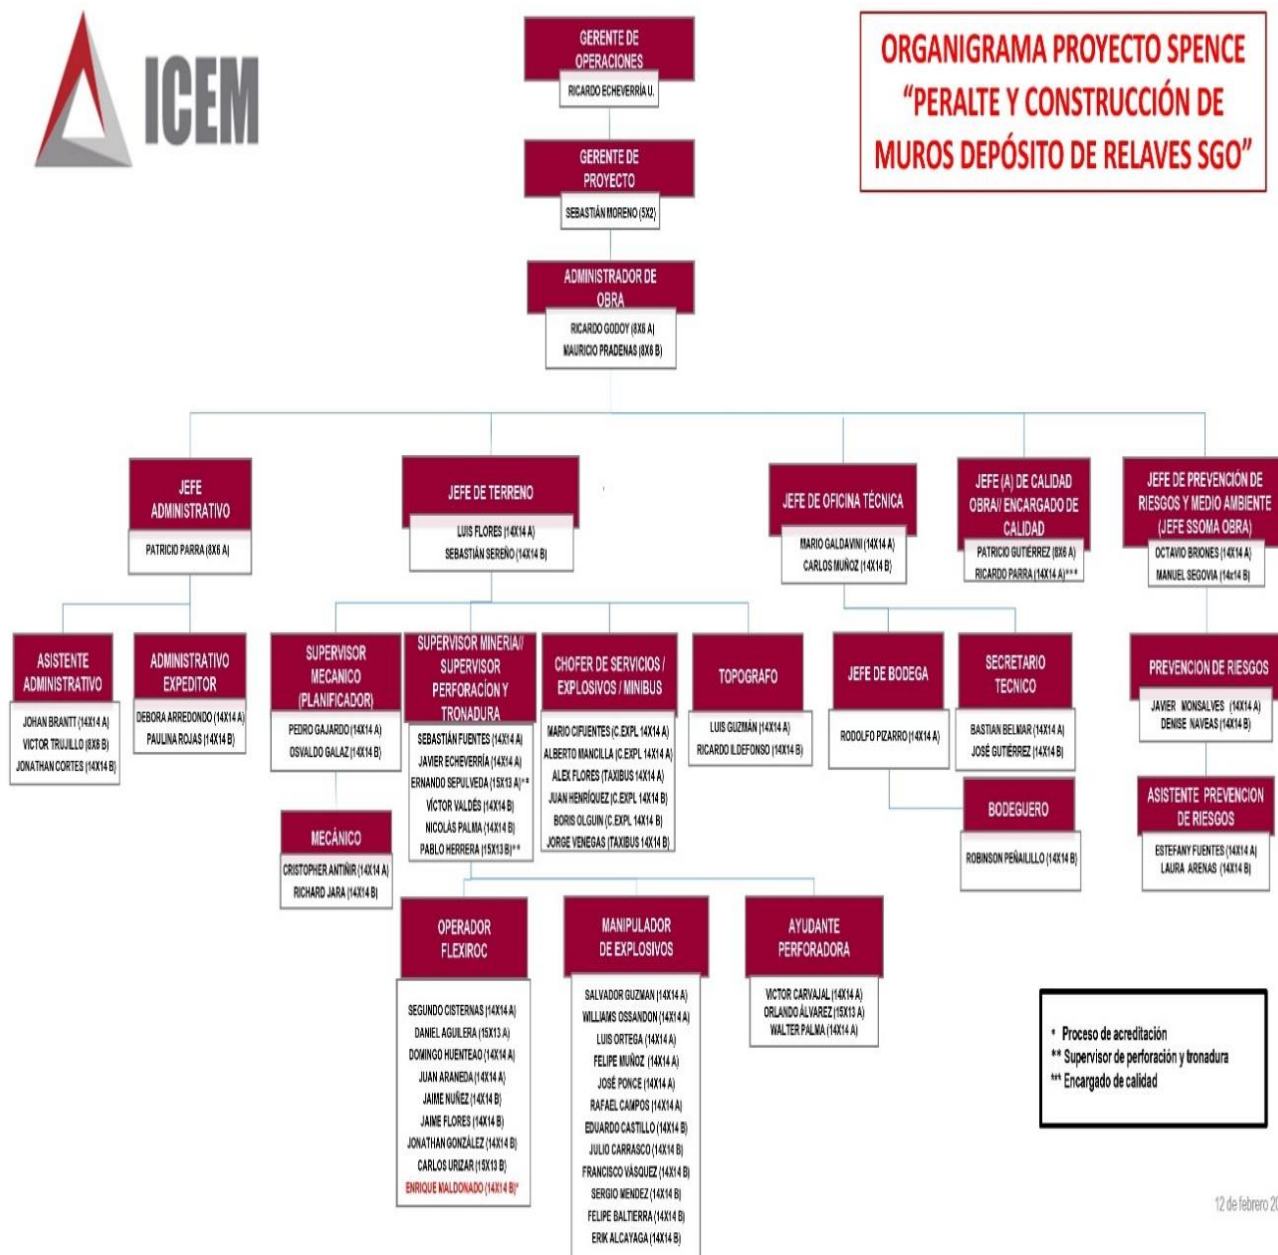 ICEM
ORGANIGRAMA PROYECTO SPENCE
“PERALTE Y CONSTRUCCIÓN DE
MUROS DEPÓSITO DE RELAVES SGO”
GERENTE DE
OPERACIONES
RICARDO ECHEVERRÍA U.
GERENTE DE
PROYECTO
SEBASTIÁN MORENO (5X2)
ADMINISTRADOR DE
OBRA
RICARDO GODOY (8X6 A)
MAURICIO PRADENAS (8X6 B)
JEFE
ADMINISTRATIVO
PATRICIO PARRA (8X6 A)
JEFE DE TERRENO
LUIS FLORES (14X14 A)
SEBASTIÁN SEREÑO (14X14 B)
JEFE DE OFICINA TÉCNICA
MARIO GALDAVINI (14X14 A)
CARLOS MUÑOZ (14X14 B)
JEFE (A) DE CALIDAD
OBRA// ENCARGADO DE
CALIDAD
PATRICIO GUTIÉRREZ (8X6 A)
RICARDO PARRA (14X14 A)***
JEFE DE PREVENCIÓN DE
RIESGOS Y MEDIO AMBIENTE
(JEFE SSOMA OBRA)
OCTAVIO BRIONES (14X14 A)
MANUEL SEGOVIA (14x14 B)
ASISTENTE
ADMINISTRATIVO
JOHAN BRANTT (14X14 A)
VICTOR TRUJILLO (8X6 B)
JONATHAN CORTES (14X14 B)
ADMINISTRATIVO
EXPEDITOR
DEBORA ARREDONDO (14X14 A)
PAULINA ROJAS (14X14 B)
SUPERVISOR
MECANICO
(PLANIFICADOR)
PEDRO GAJARDO (14X14 A)
OSVALDO GALAZ (14X14 B)
SUPERVISOR MINERIA//
SUPERVISOR
PERFORACÍON Y
TRONADURA
SEBASTIÁN FUENTES (14X14 A)
JAVIER ECHEVERRÍA (14X14 A)
ERNANDO SEPULVEDA (15X13 A)**
VÍCTOR VALDÉS (14X14 B)
NICOLÁS PALMA (14X14 B)
PABLO HERRERA (15X13 B)**
CHOFER DE SERVICIOS /
EXPLOSIVOS / MINIBUS
MARIO CIFUENTES (C.EXPL 14X14 A)
ALBERTO MANCILLA (C.EXPL 14X14 A)
ALEX FLORES (TAXIBUS 14X14 A)
JUAN HENRÍQUEZ (C.EXPL 14X14 B)
BORIS OLGUIN (C.EXPL 14X14 B)
JORGE VENEGAS (TAXIBUS 14X14 B)
TOPOGRAFO
LUIS GUZMÁN (14X14 A)
RICARDO ILDEFONSO (14X14 B)
JEFE DE BODEGA
RODOLFO PIZARRO (14X14 A)
SECRETARIO
TECNICO
BASTIAN BELMAR (14X14 A)
JOSÉ GUTIÉRREZ (14X14 B)
PREVENCION DE RIESGOS
JAVIER MONSALVES (14X14 A)
DENISE NAVEAS (14X14 B)
MECÁNICO
CRISTOPHER ANTIÑIR (14X14 A)
RICHARD JARA (14X14 B)
BODEGUERO
ROBINSON PEÑAILILLO (14X14 B)
ASISTENTE PREVENCION
DE RIESGOS
ESTEFANY FUENTES (14X14 A)
LAURA ARENAS (14X14 B)
OPERADOR
FLEXIROC
SEGUNDO CISTERNAS (14X14 A)
DANIEL AGUILERA (15X13 A)
DOMINGO HUENTEAO (14X14 A)
JUAN ARANEDA (14X14 A)
JAIME NUÑEZ (14X14 B)
JAIME FLORES (14X14 B)
JONATHAN GONZÁLEZ (14X14 B)
CARLOS URIZAR (15X13 B)
ENRIQUE MALDONADO (14X14 B)*
MANIPULADOR
DE EXPLOSIVOS
SALVADOR GUZMAN (14X14 A)
WILLIAMS OSSANDON (14X14 A)
LUIS ORTEGA (14X14 A)
FELIPE MUÑOZ (14X14 A)
JOSÉ PONCE (14X14 A)
RAFAEL CAMPOS (14X14 A)
EDUARDO CASTILLO (14X14 B)
JULIO CARRASCO (14X14 B)
FRANCISCO VÁSQUEZ (14X14 B)
SERGIO MENDEZ (14X14 B)
FELIPE BALTIERRA (14X14 B)
ERIK ALCAYAGA (14X14 B)
AYUDANTE
PERFORADORA
VICTOR CARVAJAL (14X14 A)
ORLANDO ÁLVAREZ (15X13 A)
WALTER PALMA (14X14 A)
* Proceso de acreditación
** Supervisor de perforación y tronadura
*** Encargado de calidad
12 de febrero 20